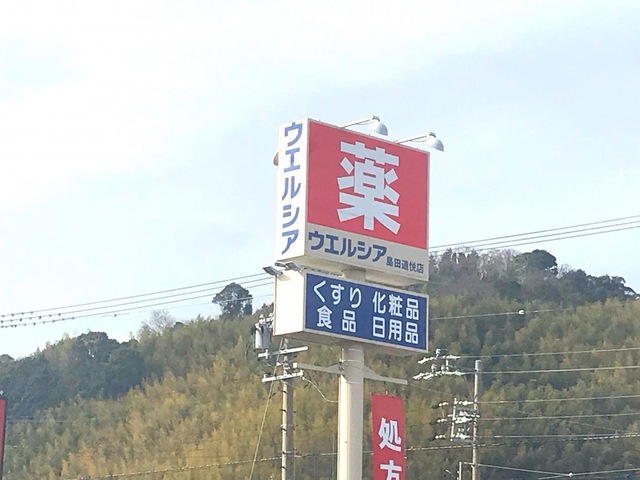 ウエルシア
薬
ウエルシア 島田道悦店
くすり 化粧品
食品 日用品
処方